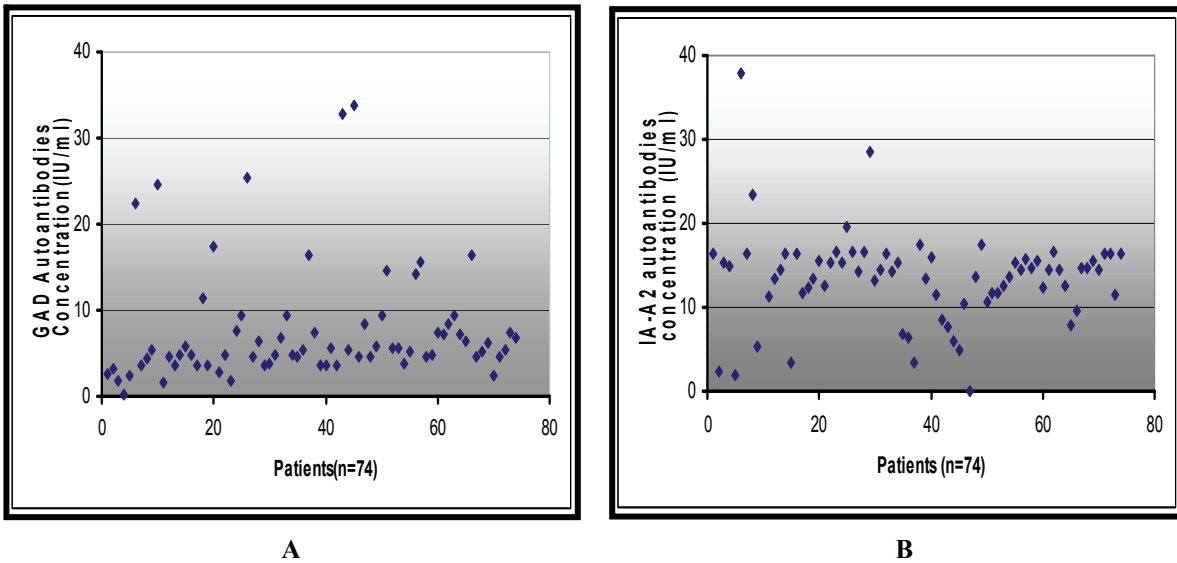 GAD Autoantibodies
Concentration (IU/ml)
40
30
20
10
0
0 20 40 60 80
Patients(n=74)
A
IA-A2 autoantibodies
concentration (IU/ml)
40
30
20
10
0
0 20 40 60 80
Patients (n=74)
B